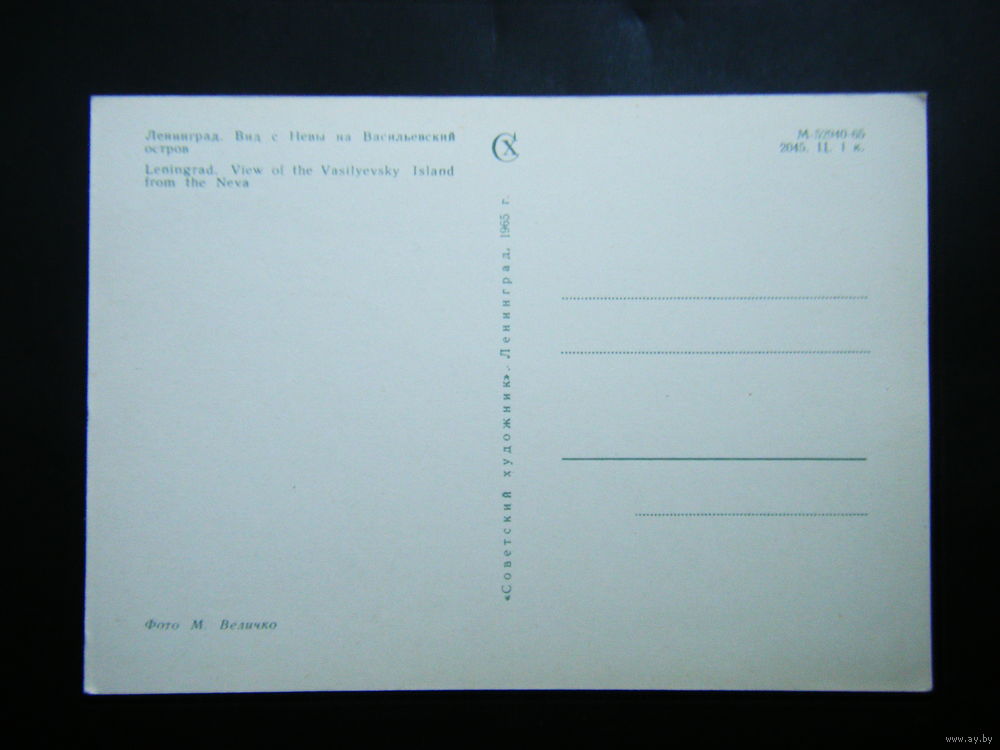 Ленинград. Вид с Невы на Васильевский
остров
Leningrad. View of the Vasilyevsky Island
from the Neva
Фото М. Величко
СХ
«Советский художник». Ленинград. 1965 г.
М-52940-65
2045. Ц. 1 к.
www.ay.by